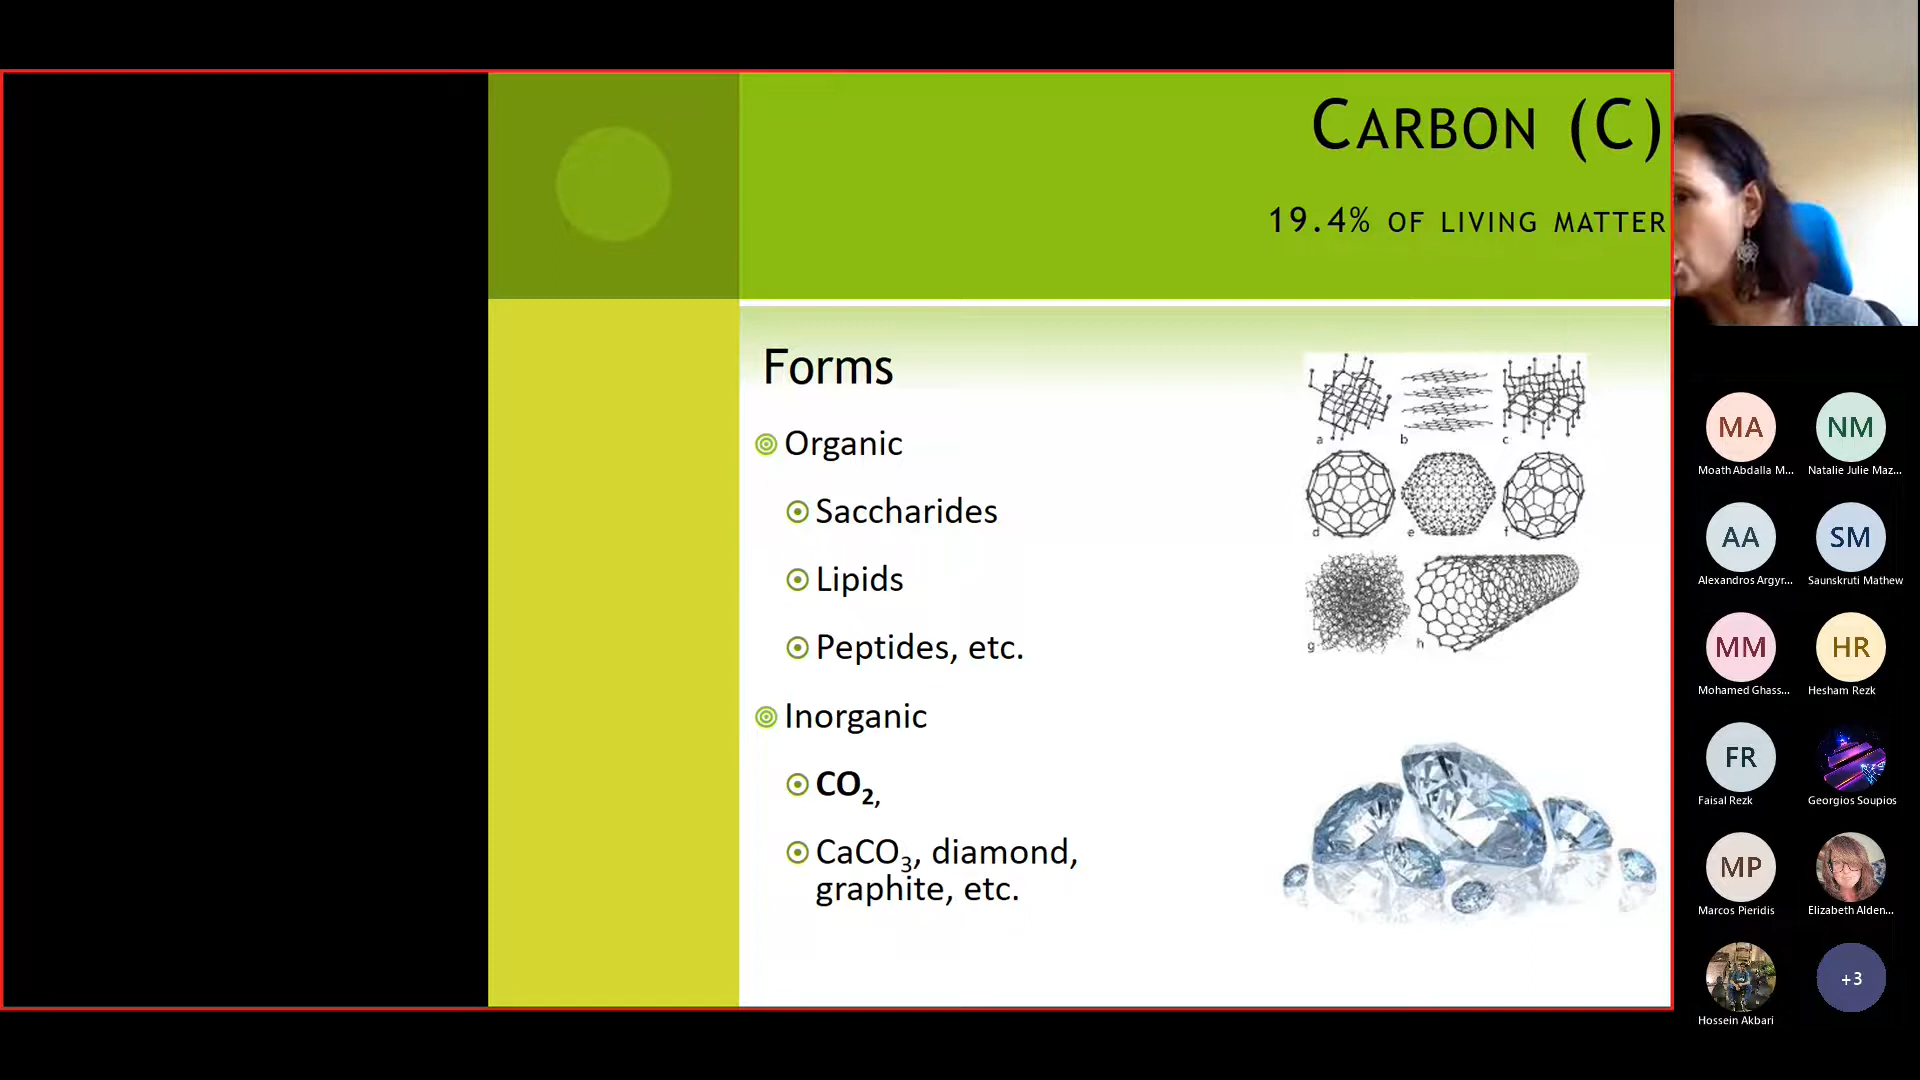 CARBON (C)
19.4% OF LIVING MATTER
Forms
Organic
Saccharides
Lipids
Peptides, etc.
Inorganic
CO2,
CaCO3, diamond,
graphite, etc.
a b c
d e f
g h
MA NM
Moath Abdalla M... Natalie Julie Maz...
AA SM
Alexandros Argyr... Saunskruti Mathew
MM HR
Mohamed Ghass... Hesham Rezk
FR
Faisal Rezk Georgios Soupios
MP
Marcos Pieridis Elizabeth Alden...
+3
Hossein Akbari